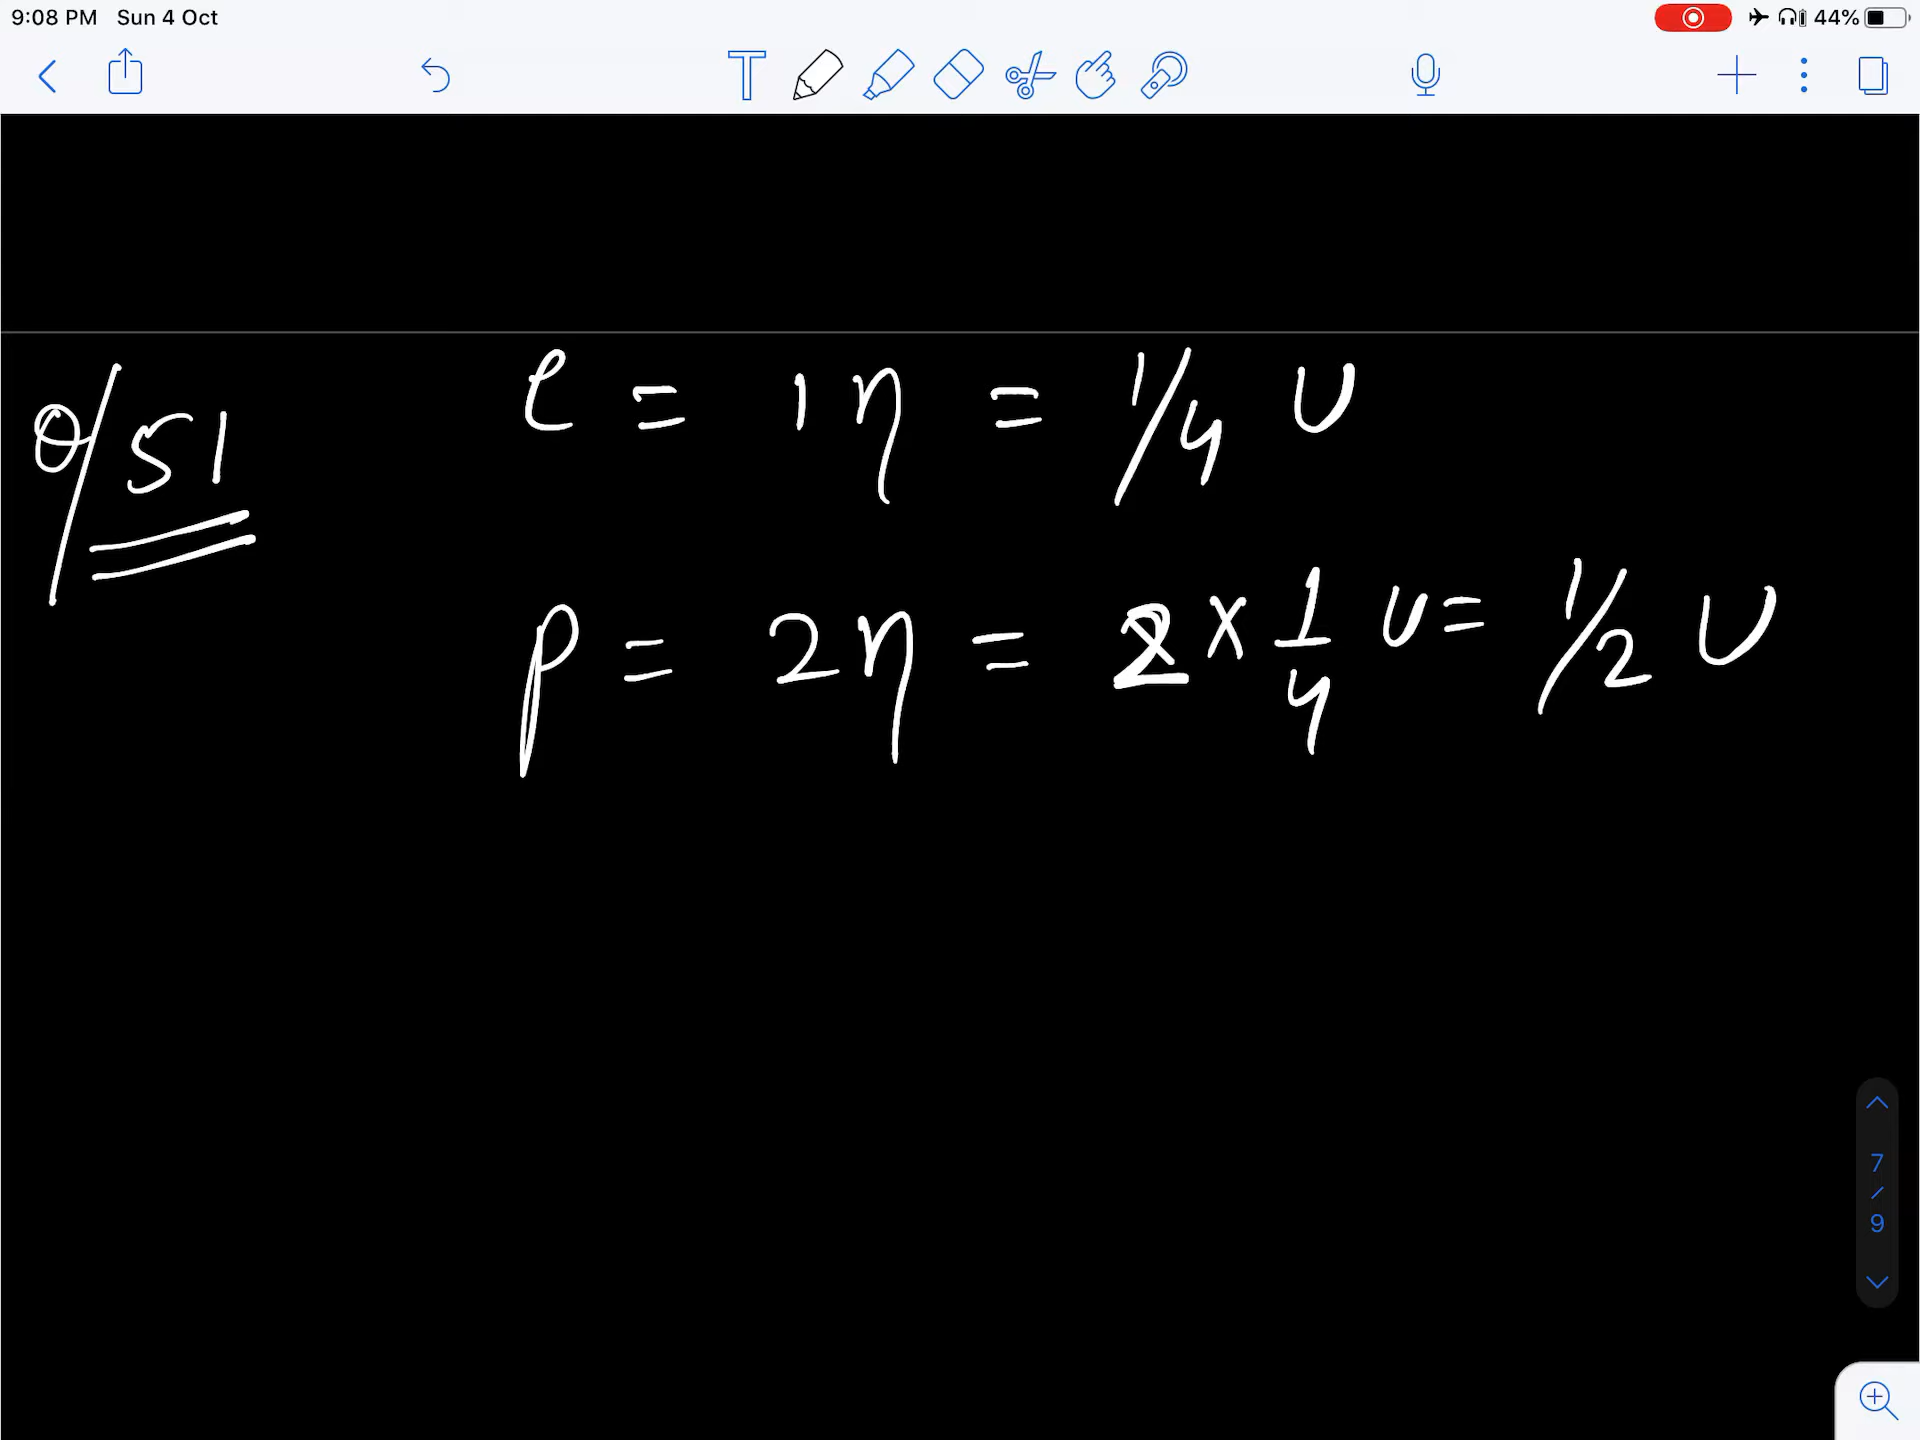 9:08 PM Sun 4 Oct
44%
Q/51
e = 1η = 1/4 U
p = 2η = 2 × 1/4 U = 1/2 U
7
/
9